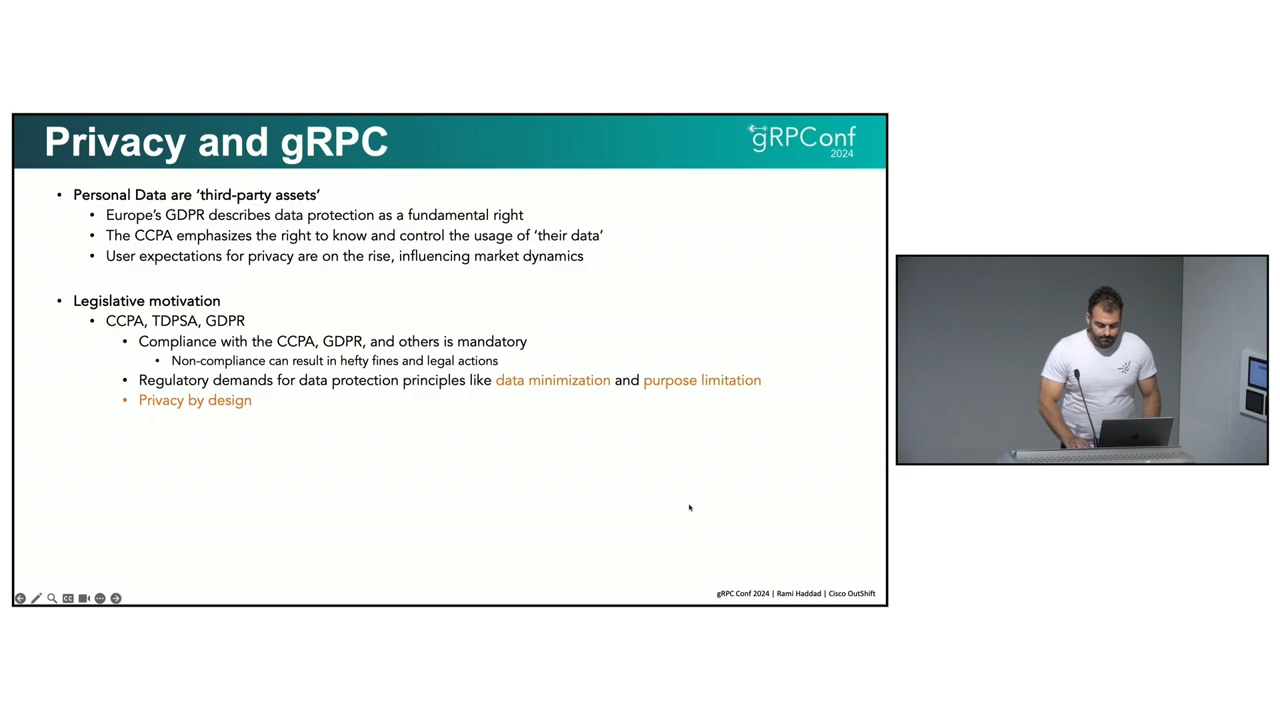 Privacy and gRPC
gRPConf
2024
• Personal Data are ‘third-party assets’
• Europe’s GDPR describes data protection as a fundamental right
• The CCPA emphasizes the right to know and control the usage of ‘their data’
• User expectations for privacy are on the rise, influencing market dynamics
• Legislative motivation
• CCPA, TDPSA, GDPR
• Compliance with the CCPA, GDPR, and others is mandatory
• Non-compliance can result in hefty fines and legal actions
• Regulatory demands for data protection principles like data minimization and purpose limitation
• Privacy by design
gRPC Conf 2024 | Rami Haddad | Cisco OutShift